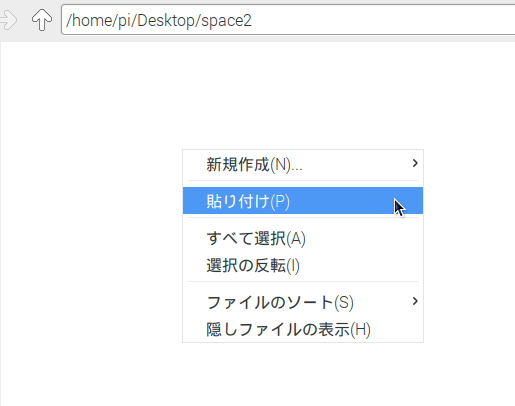 /home/pi/Desktop/space2
新規作成(N)...
貼り付け(P)
すべて選択(A)
選択の反転(I)
ファイルのソート(S)
隠しファイルの表示(H)